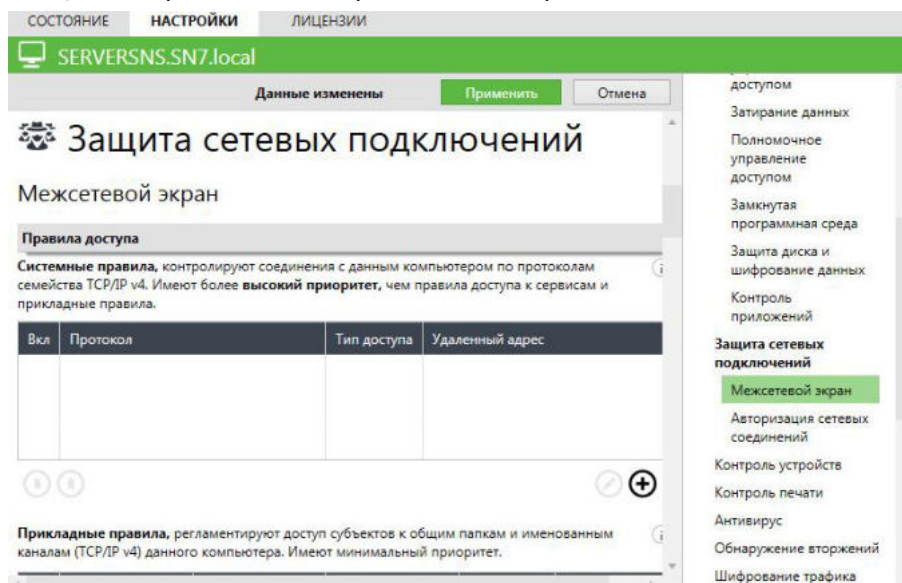 СОСТОЯНИЕ НАСТРОЙКИ ЛИЦЕНЗИИ
SERVERSNS.SN7.local
Данные изменены Применить Отмена
Защита сетевых подключений
Межсетевой экран
Правила доступа
Системные правила, контролируют соединения с данным компьютером по протоколам
семейства TCP/IP v4. Имеют более высокий приоритет, чем правила доступа к сервисам и
прикладные правила.
Вкл Протокол Тип доступа Удаленный адрес
Прикладные правила, регламентируют доступ субъектов к общим папкам и именованным
каналам (TCP/IP v4) данного компьютера. Имеют минимальный приоритет.
доступом
Затирание данных
Полномочное
управление
доступом
Замкнутая
программная среда
Защита диска и
шифрование данных
Контроль
приложений
Защита сетевых
подключений
Межсетевой экран
Авторизация сетевых
соединений
Контроль устройств
Контроль печати
Антивирус
Обнаружение вторжений
Шифрование трафика